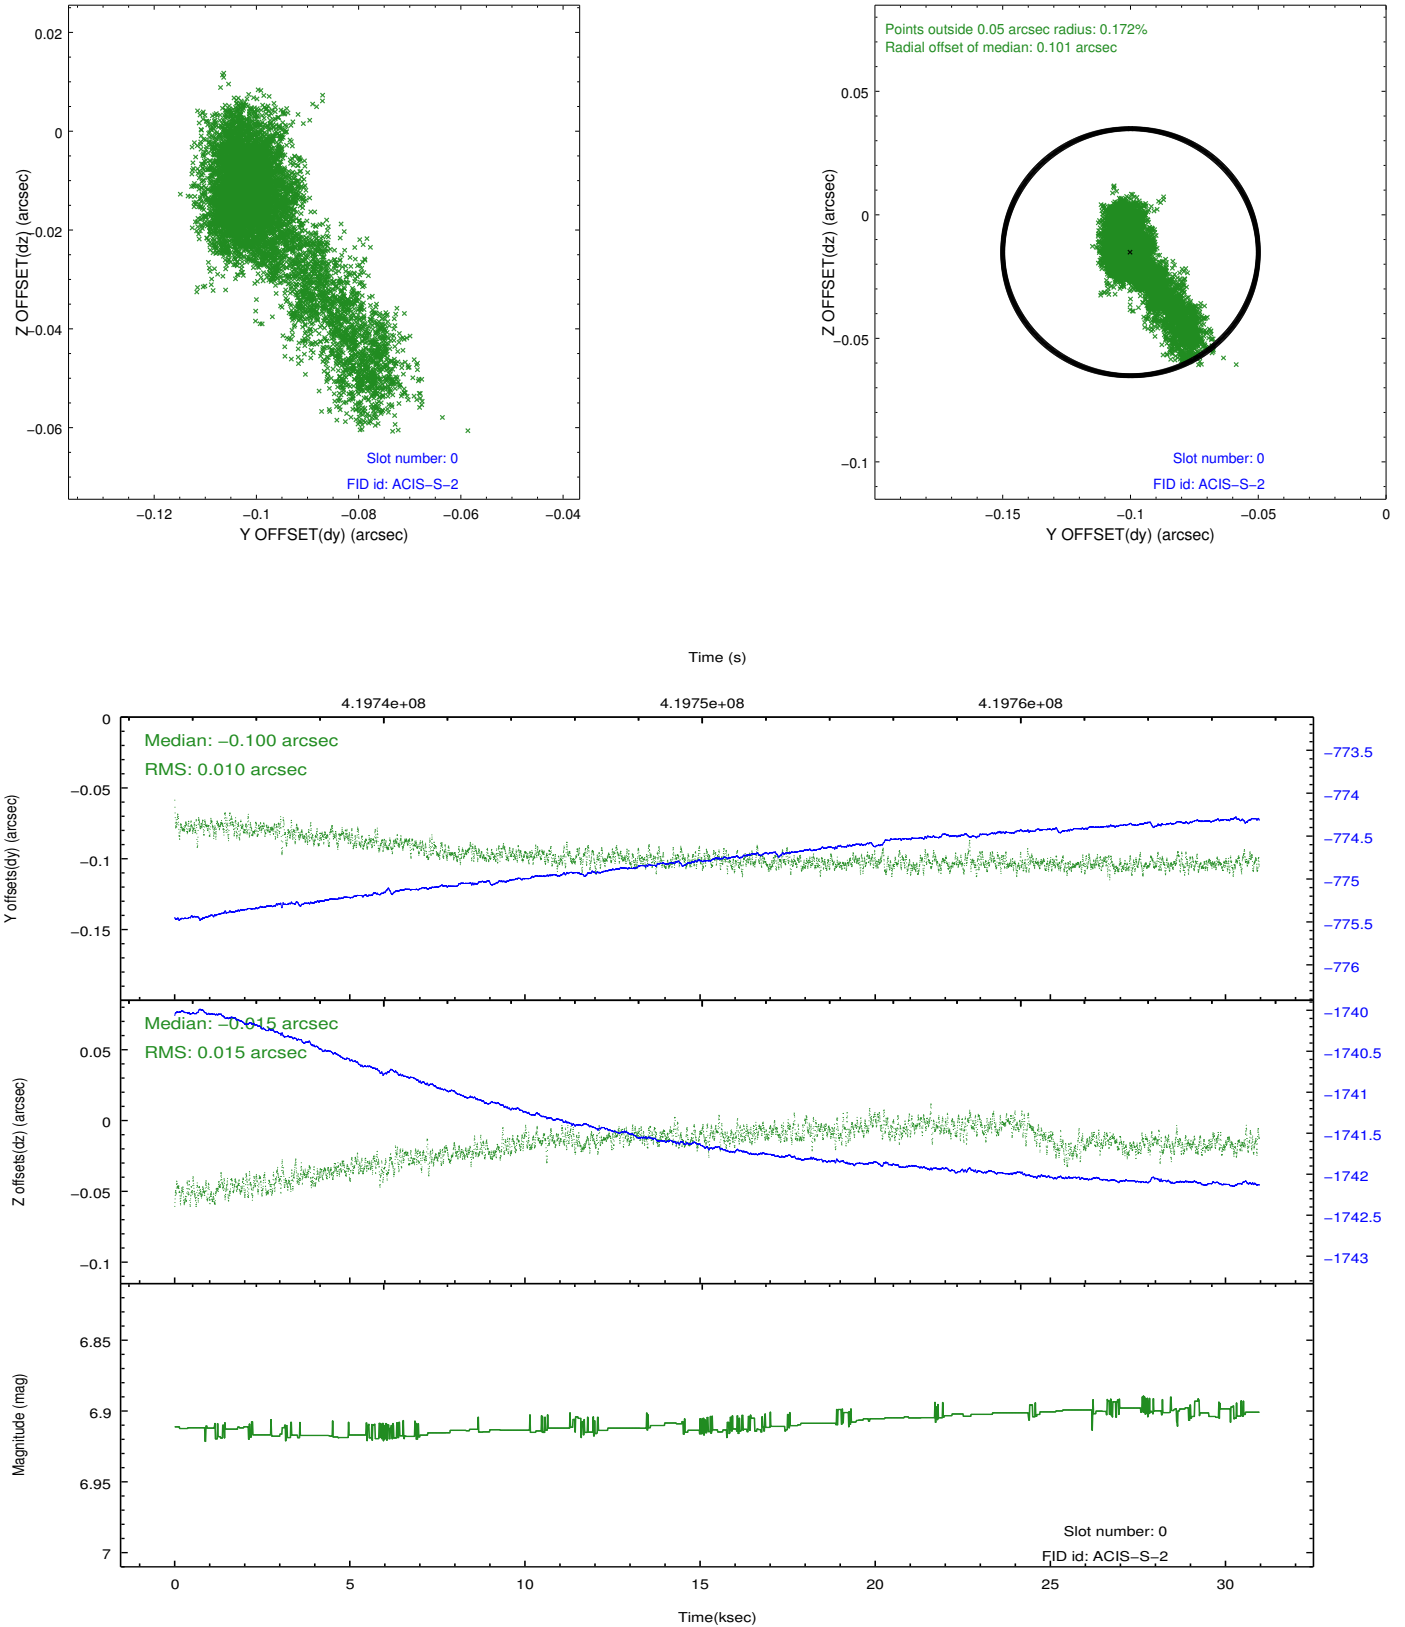 0.02
0
−0.02
−0.04
−0.06
Z OFFSET(dz) (arcsec)
Slot number: 0
FID id: ACIS−S−2
−0.12
−0.1
−0.08
−0.06
−0.04
Y OFFSET(dy) (arcsec)
Points outside 0.05 arcsec radius: 0.172%
Radial offset of median: 0.101 arcsec
0.05
0
−0.05
−0.1
Z OFFSET(dz) (arcsec)
Slot number: 0
FID id: ACIS−S−2
−0.15
−0.1
−0.05
0
Y OFFSET(dy) (arcsec)
Time (s)
4.1974e+08
4.1975e+08
4.1976e+08
Median: −0.100 arcsec
RMS: 0.010 arcsec
0
−0.05
−0.1
−0.15
Y offsets(dy) (arcsec)
−773.5
−774
−774.5
−775
−775.5
−776
Median: −0.015 arcsec
RMS: 0.015 arcsec
0.05
0
−0.05
−0.1
Z offsets(dz) (arcsec)
−1740
−1740.5
−1741
−1741.5
−1742
−1742.5
−1743
6.85
6.9
6.95
7
Magnitude (mag)
Slot number: 0
FID id: ACIS−S−2
0
5
10
15
20
25
30
Time(ksec)